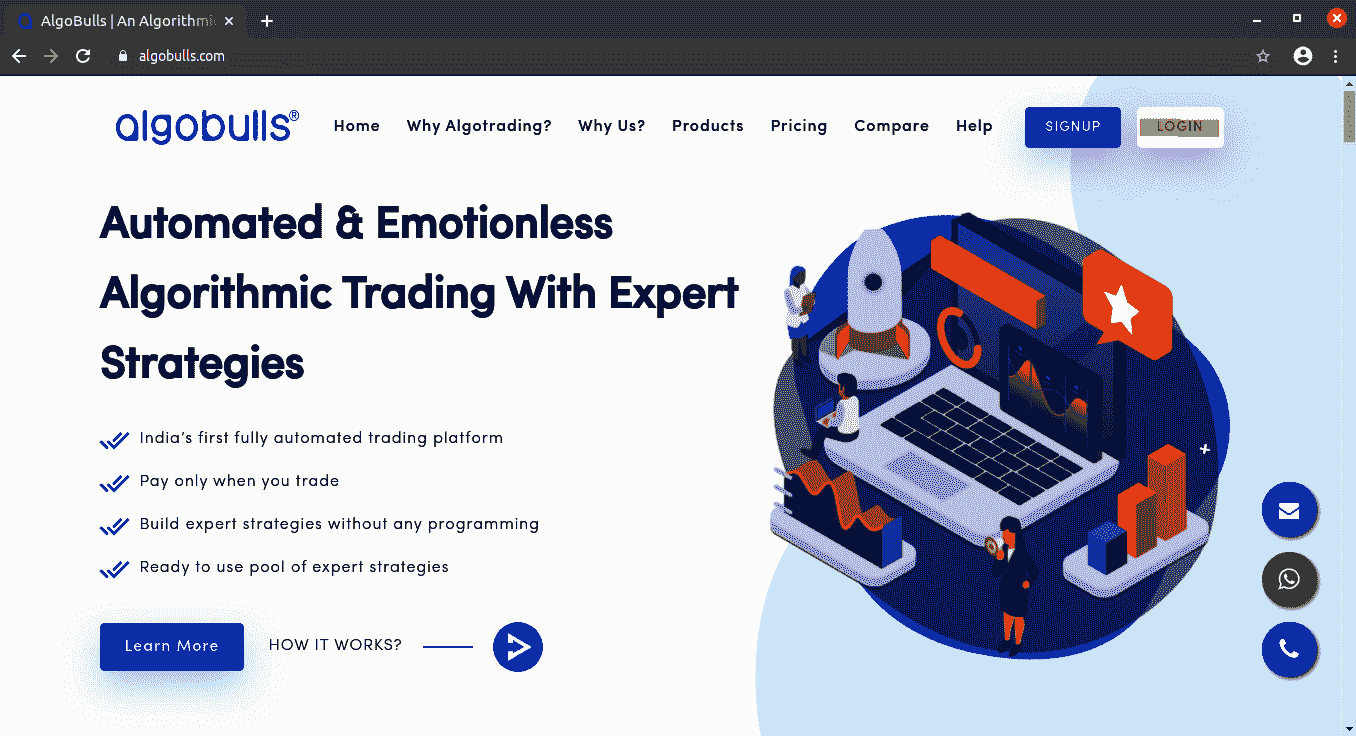 AlgoBulls | An Algorithmi
algobulls.com
algobulls®
Home Why Algotrading? Why Us? Products Pricing Compare Help SIGNUP LOGIN
Automated & Emotionless
Algorithmic Trading With Expert
Strategies
India’s first fully automated trading platform
Pay only when you trade
Build expert strategies without any programming
Ready to use pool of expert strategies
Learn More HOW IT WORKS?